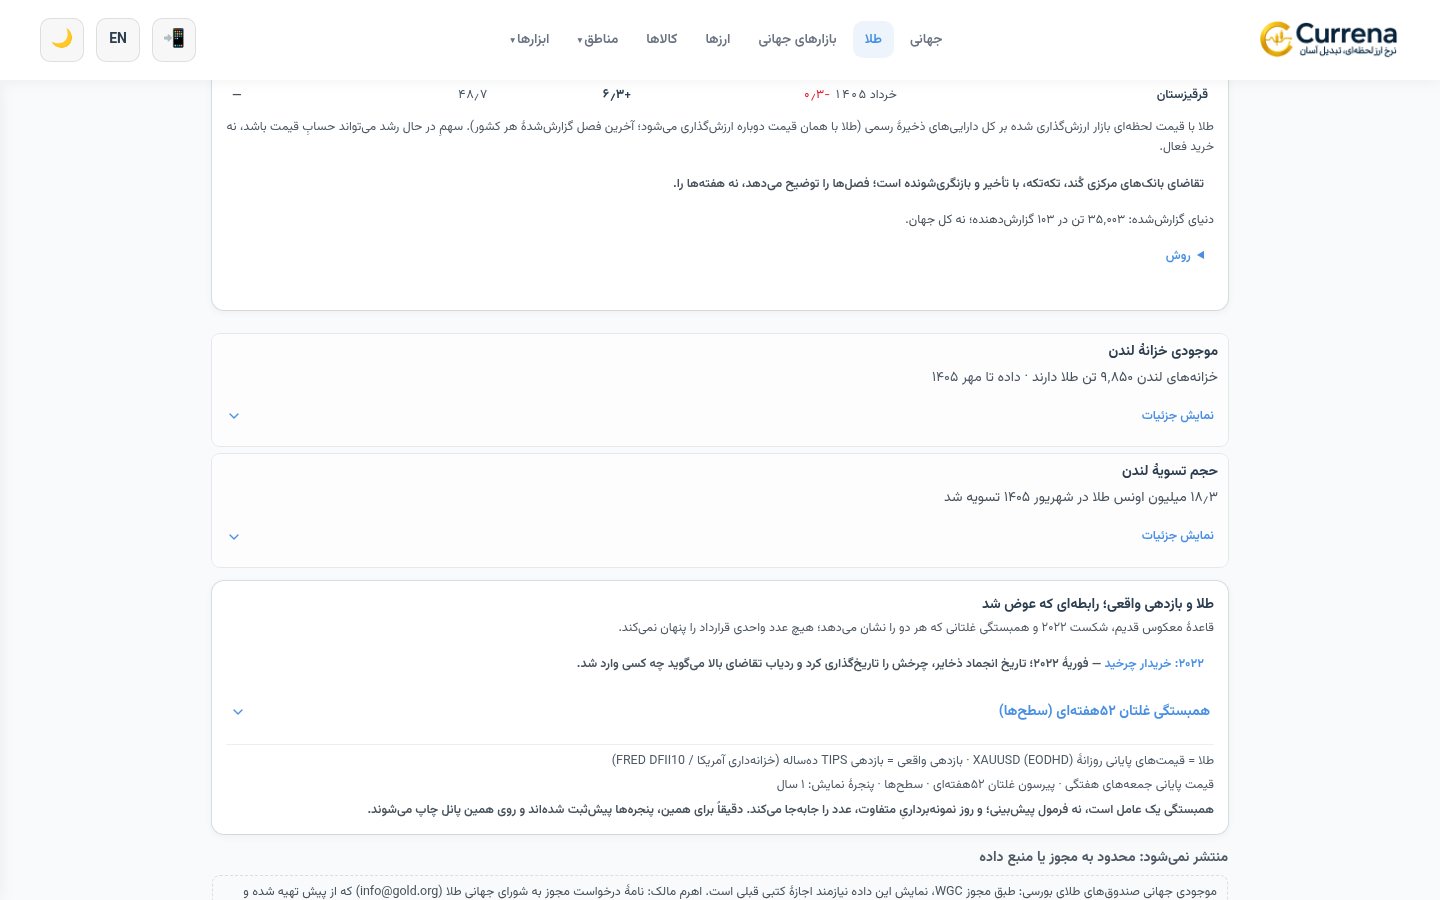 Currena
نرخ ارز لحظه‌ای، تبدیل آسان
جهانی
طلا
بازارهای جهانی
ارزها
کالاها
مناطق ▾
ابزارها ▾
EN
قرقیزستان خرداد ۱۴۰۵ -۰٫۳ +۶٫۳ ۴۸٫۷ —
طلا با قیمت لحظه‌ای بازار ارزش‌گذاری شده بر کل دارایی‌های ذخیرهٔ رسمی (طلا با همان قیمت دوباره ارزش‌گذاری می‌شود؛ آخرین فصل گزارش‌شدهٔ هر کشور). سهمِ در حال رشد می‌تواند حسابِ قیمت باشد، نه
خرید فعال.
تقاضای بانک‌های مرکزی کُند، تکه‌تکه، با تأخیر و بازنگری‌شونده است؛ فصل‌ها را توضیح می‌دهد، نه هفته‌ها را.
دنیای گزارش‌شده: ۳۵٬۰۰۳ تن در ۱۰۳ گزارش‌دهنده؛ نه کل جهان.
◀ روش
موجودی خزانهٔ لندن
خزانه‌های لندن ۹٬۸۵۰ تن طلا دارند · داده تا مهر ۱۴۰۵
نمایش جزئیات
حجم تسویهٔ لندن
۱۸٫۳ میلیون اونس طلا در شهریور ۱۴۰۵ تسویه شد
نمایش جزئیات
طلا و بازدهی واقعی؛ رابطه‌ای که عوض شد
قاعدهٔ معکوس قدیم، شکست ۲۰۲۲ و همبستگی غلتانی که هر دو را نشان می‌دهد؛ هیچ عدد واحدی قرارداد را پنهان نمی‌کند.
۲۰۲۲: خریدار چرخید — فوریهٔ ۲۰۲۲؛ تاریخ انجماد ذخایر، چرخش را تاریخ‌گذاری کرد و ردیاب تقاضای بالا می‌گوید چه کسی وارد شد.
همبستگی غلتان ۵۲هفته‌ای (سطح‌ها)
طلا = قیمت‌های پایانی روزانهٔ XAUUSD (EODHD) · بازدهی واقعی = بازدهی TIPS ده‌ساله (خزانه‌داری آمریکا / FRED DFII10)
قیمت پایانی جمعه‌های هفتگی · پیرسون غلتان ۵۲هفته‌ای · سطح‌ها · پنجرهٔ نمایش: ۱ سال
همبستگی یک عامل است، نه فرمول پیش‌بینی؛ و روز نمونه‌برداریِ متفاوت، عدد را جابه‌جا می‌کند. دقیقاً برای همین، پنجره‌ها پیش‌ثبت شده‌اند و روی همین پانل چاپ می‌شوند.
منتشر نمی‌شود: محدود به مجوز یا منبع داده
موجودی جهانی صندوق‌های طلای بورسی: طبق مجوز WGC، نمایش این داده نیازمند اجازهٔ کتبی قبلی است. اهرم مالک: نامهٔ درخواست مجوز به شورای جهانی طلا (info@gold.org) که از پیش تهیه شده و